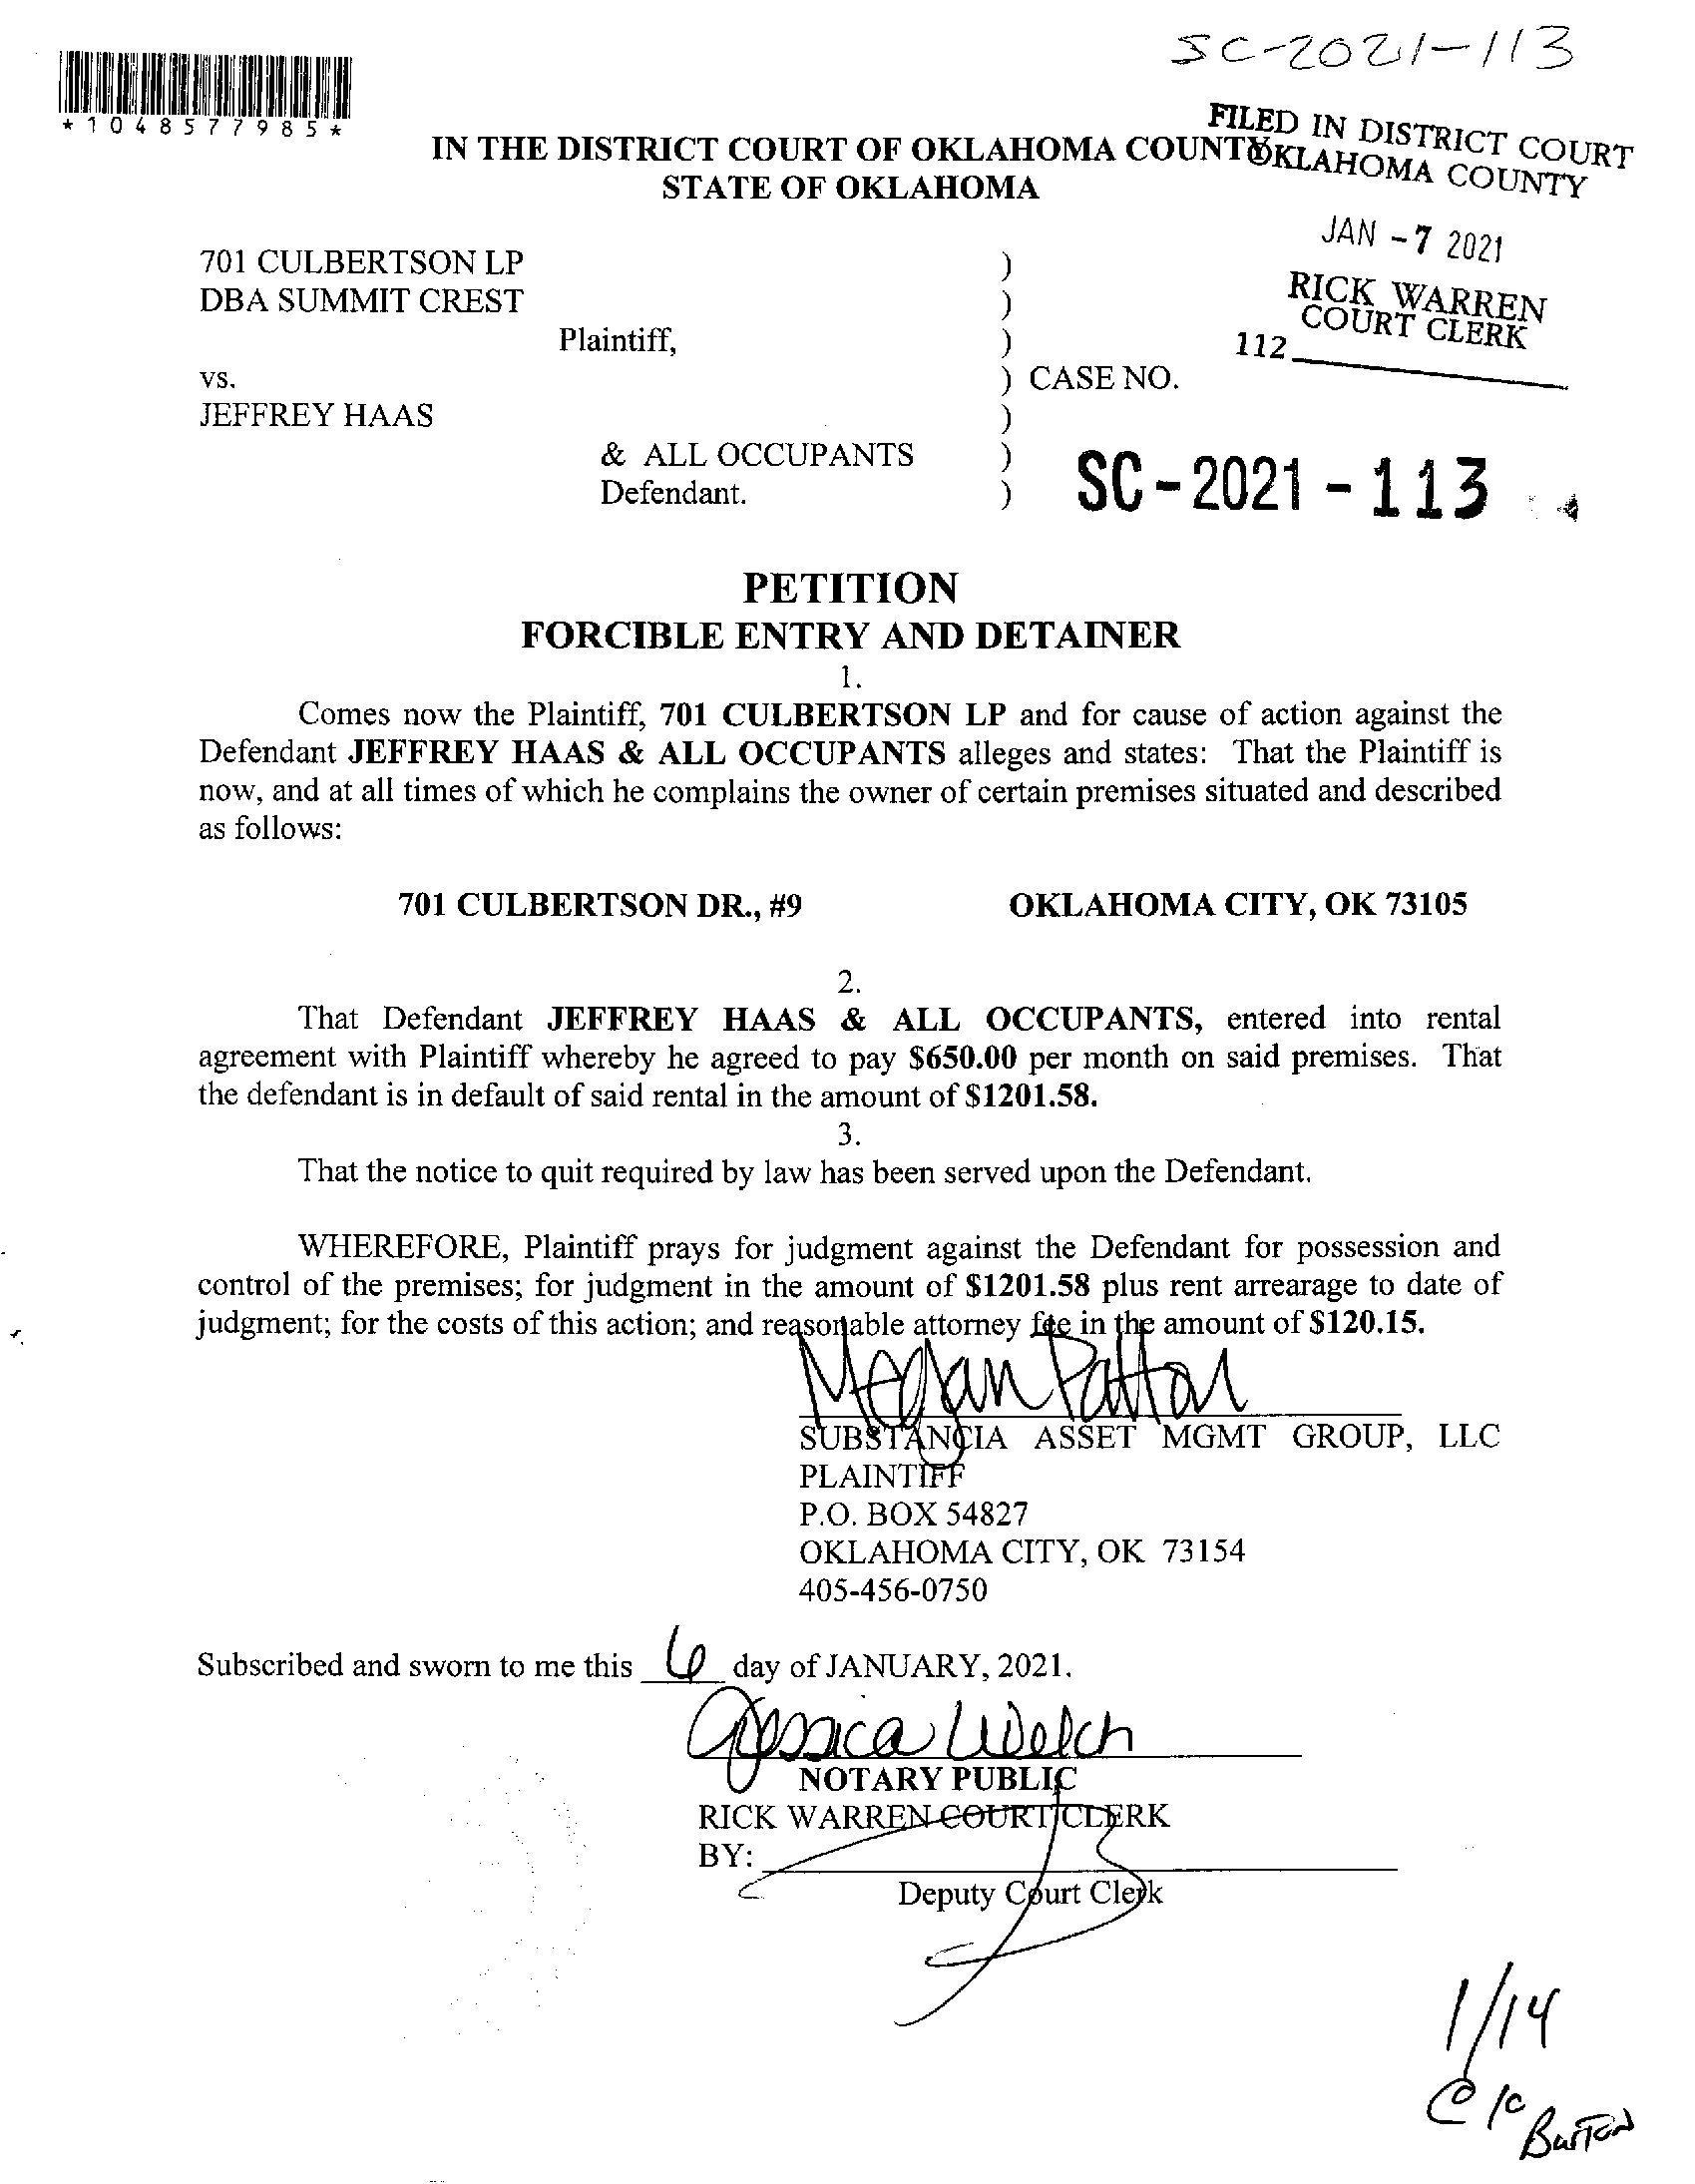 SC-2021-113
*1048577985*
FILED IN DISTRICT COURT
OKLAHOMA COUNTY
IN THE DISTRICT COURT OF OKLAHOMA COUNTY
STATE OF OKLAHOMA
JAN -7 2021
RICK WARREN
COURT CLERK
112
701 CULBERTSON LP )
DBA SUMMIT CREST )
Plaintiff, )
vs. ) CASE NO.
JEFFREY HAAS )
& ALL OCCUPANTS )
Defendant. )
SC-2021-113
PETITION
FORCIBLE ENTRY AND DETAINER
1.
Comes now the Plaintiff, 701 CULBERTSON LP and for cause of action against the
Defendant JEFFREY HAAS & ALL OCCUPANTS alleges and states: That the Plaintiff is
now, and at all times of which he complains the owner of certain premises situated and described
as follows:
701 CULBERTSON DR., #9 OKLAHOMA CITY, OK 73105
2.
That Defendant JEFFREY HAAS & ALL OCCUPANTS, entered into rental
agreement with Plaintiff whereby he agreed to pay $650.00 per month on said premises. That
the defendant is in default of said rental in the amount of $1201.58.
3.
That the notice to quit required by law has been served upon the Defendant.
WHEREFORE, Plaintiff prays for judgment against the Defendant for possession and
control of the premises; for judgment in the amount of $1201.58 plus rent arrearage to date of
judgment; for the costs of this action; and reasonable attorney fee in the amount of $120.15.
Megan Patton
SUBSTANCIA ASSET MGMT GROUP, LLC
PLAINTIFF
P.O. BOX 54827
OKLAHOMA CITY, OK 73154
405-456-0750
Subscribed and sworn to me this 6 day of JANUARY, 2021.
Jessica Welch
NOTARY PUBLIC
RICK WARREN COURT CLERK
BY:
Deputy Court Clerk
1/14
Burton